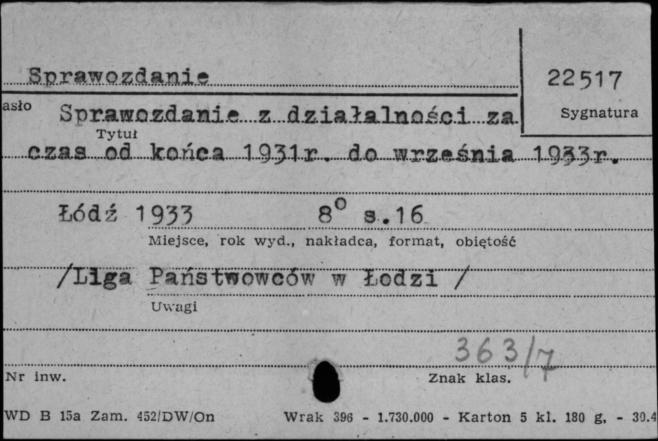 Sprawozdanie
22517
asło Sprawozdanie z działalności za
Sygnatura
Tytuł
czas od końca 1931r. do września 1933r.
Łódź 1933 8° s.16
Miejsce, rok wyd., nakładca, format, objętość
/Liga Państwowców w Łodzi /
Uwagi
363/7
Nr inw. Znak klas.
WD B 15a Zam. 452/DW/On Wrak 396 - 1.730.000 - Karton 5 kl. 180 g. - 30.4